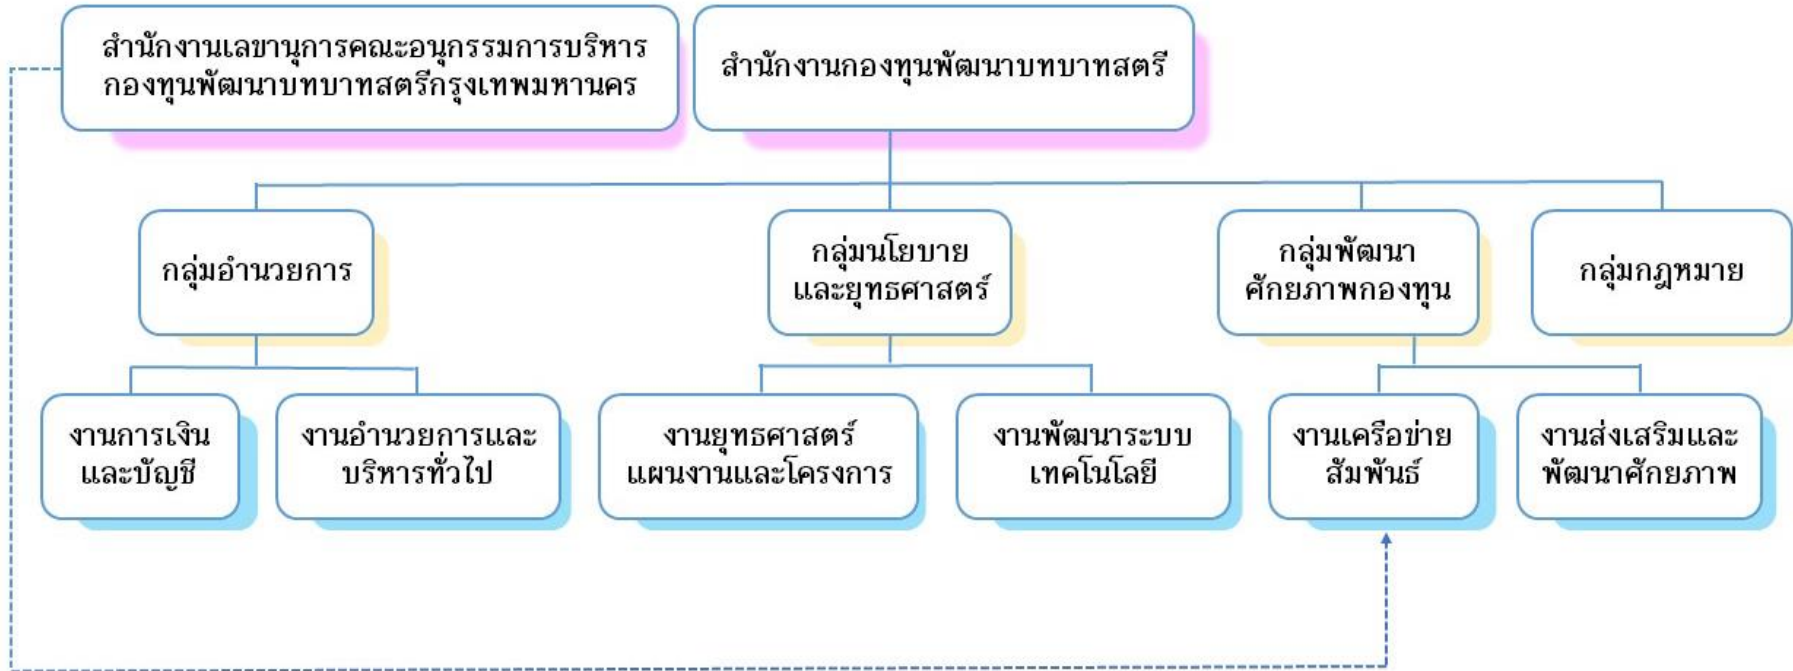 สำนักงานเลขานุการคณะอนุกรรมการบริหาร
กองทุนพัฒนาบทบาทสตรีกรุงเทพมหานคร
สำนักงานกองทุนพัฒนาบทบาทสตรี
กลุ่มอำนวยการ
กลุ่มนโยบาย
และยุทธศาสตร์
กลุ่มพัฒนา
ศักยภาพกองทุน
กลุ่มกฎหมาย
งานการเงิน
และบัญชี
งานอำนวยการและ
บริหารทั่วไป
งานยุทธศาสตร์
แผนงานและโครงการ
งานพัฒนาระบบ
เทคโนโลยี
งานเครือข่าย
สัมพันธ์
งานส่งเสริมและ
พัฒนาศักยภาพ